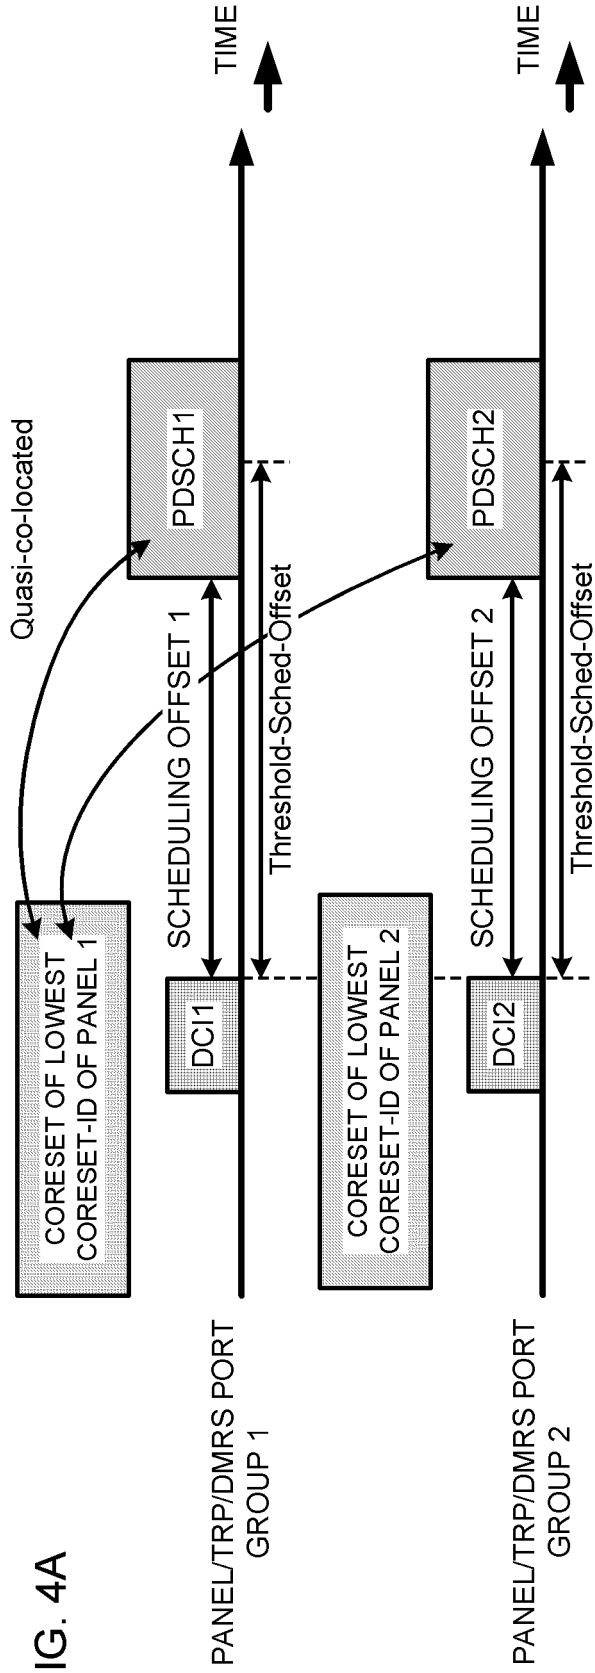 IG. 4A
Quasi-co-located
CORESET OF LOWEST
CORESET-ID OF PANEL 1
PANEL/TRP/DMRS PORT
GROUP 1
DCI1
SCHEDULING OFFSET 1
Threshold-Sched-Offset
PDSCH1
TIME
CORESET OF LOWEST
CORESET-ID OF PANEL 2
PANEL/TRP/DMRS PORT
GROUP 2
DCI2
SCHEDULING OFFSET 2
Threshold-Sched-Offset
PDSCH2
TIME